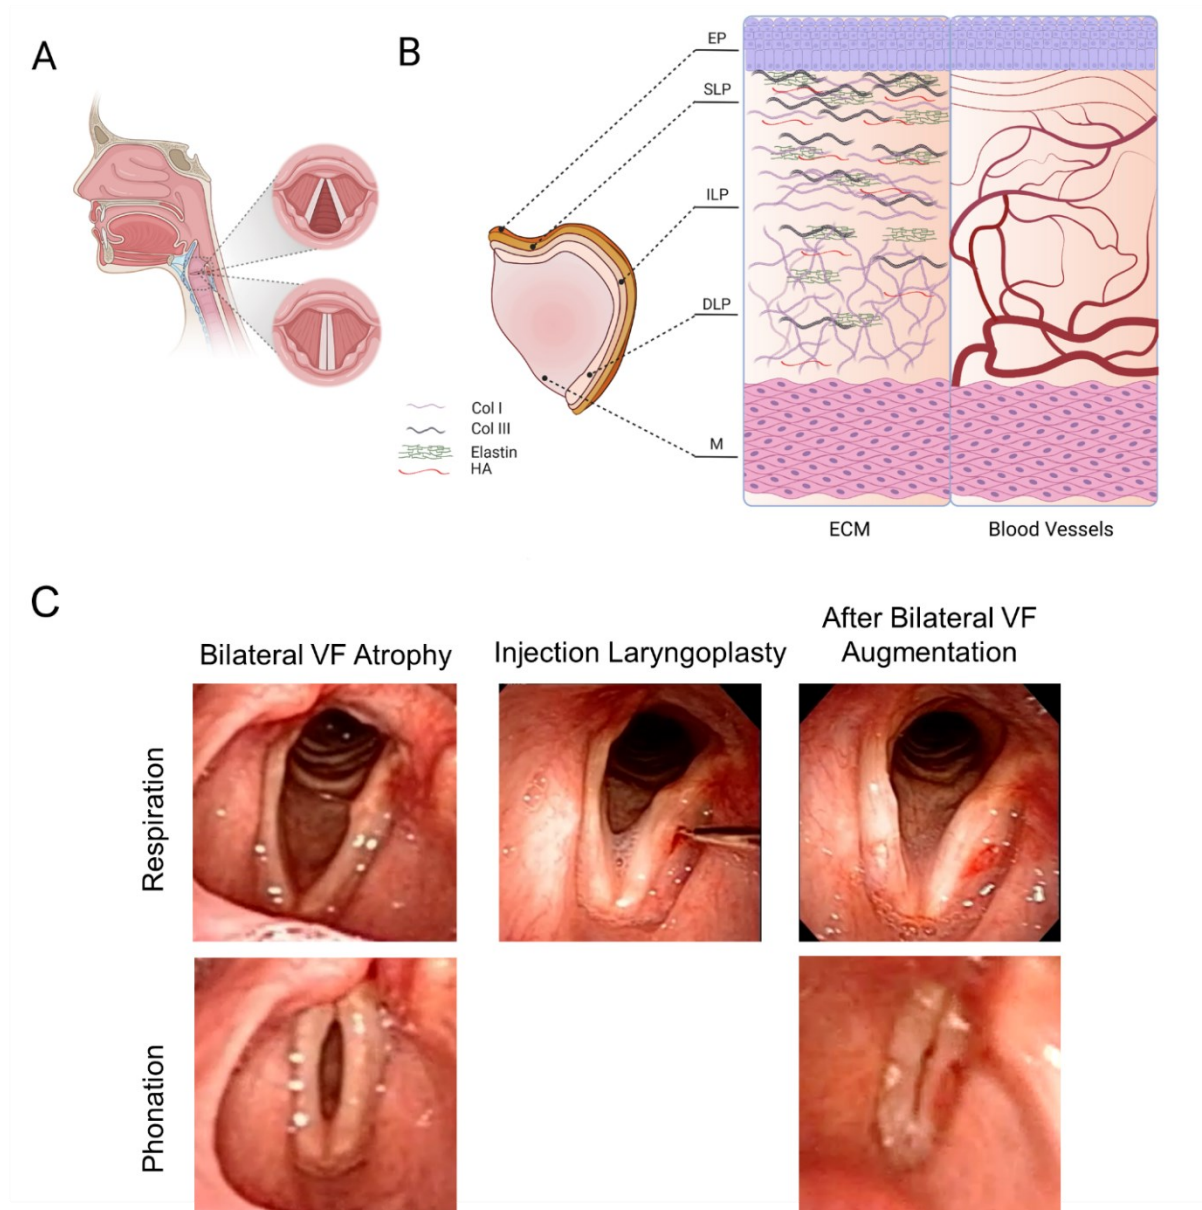 A
B
EP
SLP
ILP
DLP
M
Col I
Col III
Elastin
HA
ECM
Blood Vessels
C
Bilateral VF Atrophy
Injection Laryngoplasty
After Bilateral VF
Augmentation
Respiration
Phonation